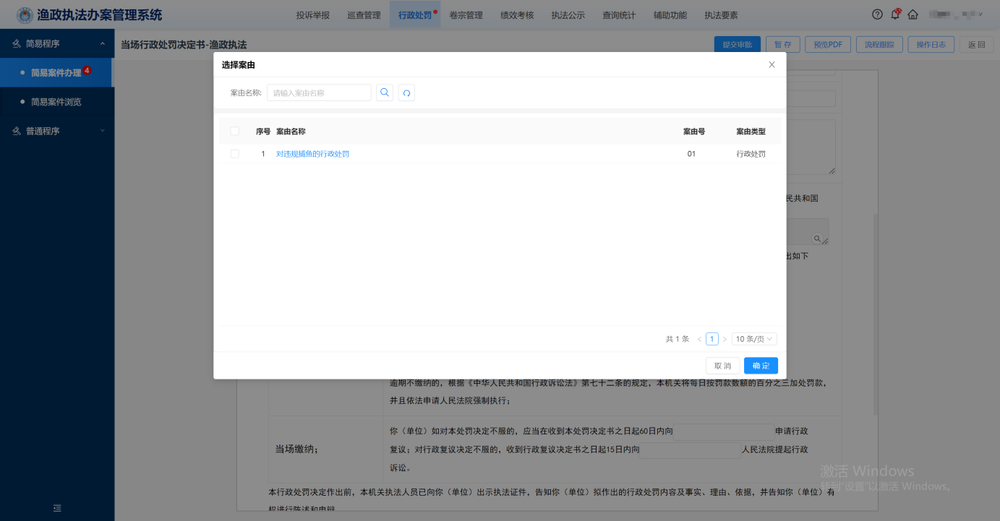 渔政执法办案管理系统
投诉举报 巡查管理 行政处罚 卷宗管理 绩效考核 执法公示 查询统计 辅助功能 执法要素
简易程序
当场行政处罚决定书-渔政执法
提交审批 暂 存 预览PDF 流程跟踪 操作日志 返 回
简易案件办理 4
简易案件浏览
普通程序
选择案由
案由名称: 请输入案由名称
序号 案由名称 案由号 案由类型
1 对违规捕鱼的行政处罚 01 行政处罚
民共和国
出如下
共 1 条 1 10 条/页
取 消 确 定
逾期不缴纳的，根据《中华人民共和国行政诉讼法》第七十二条的规定，本机关将每日按罚款数额的百分之三加处罚款，
并且依法申请人民法院强制执行；
当场缴纳；
你（单位）如对本处罚决定不服的，应当在收到本处罚决定书之日起60日内向 申请行政
复议；对行政复议决定不服的，收到行政复议决定书之日起15日内向 人民法院提起行政
诉讼。
本行政处罚决定作出前，本机关执法人员已向你（单位）出示执法证件，告知你（单位）拟作出的行政处罚内容及事实、理由、依据，并告知你（单位）有
权进行陈述和申辩
激活 Windows
转到"设置"以激活 Windows。